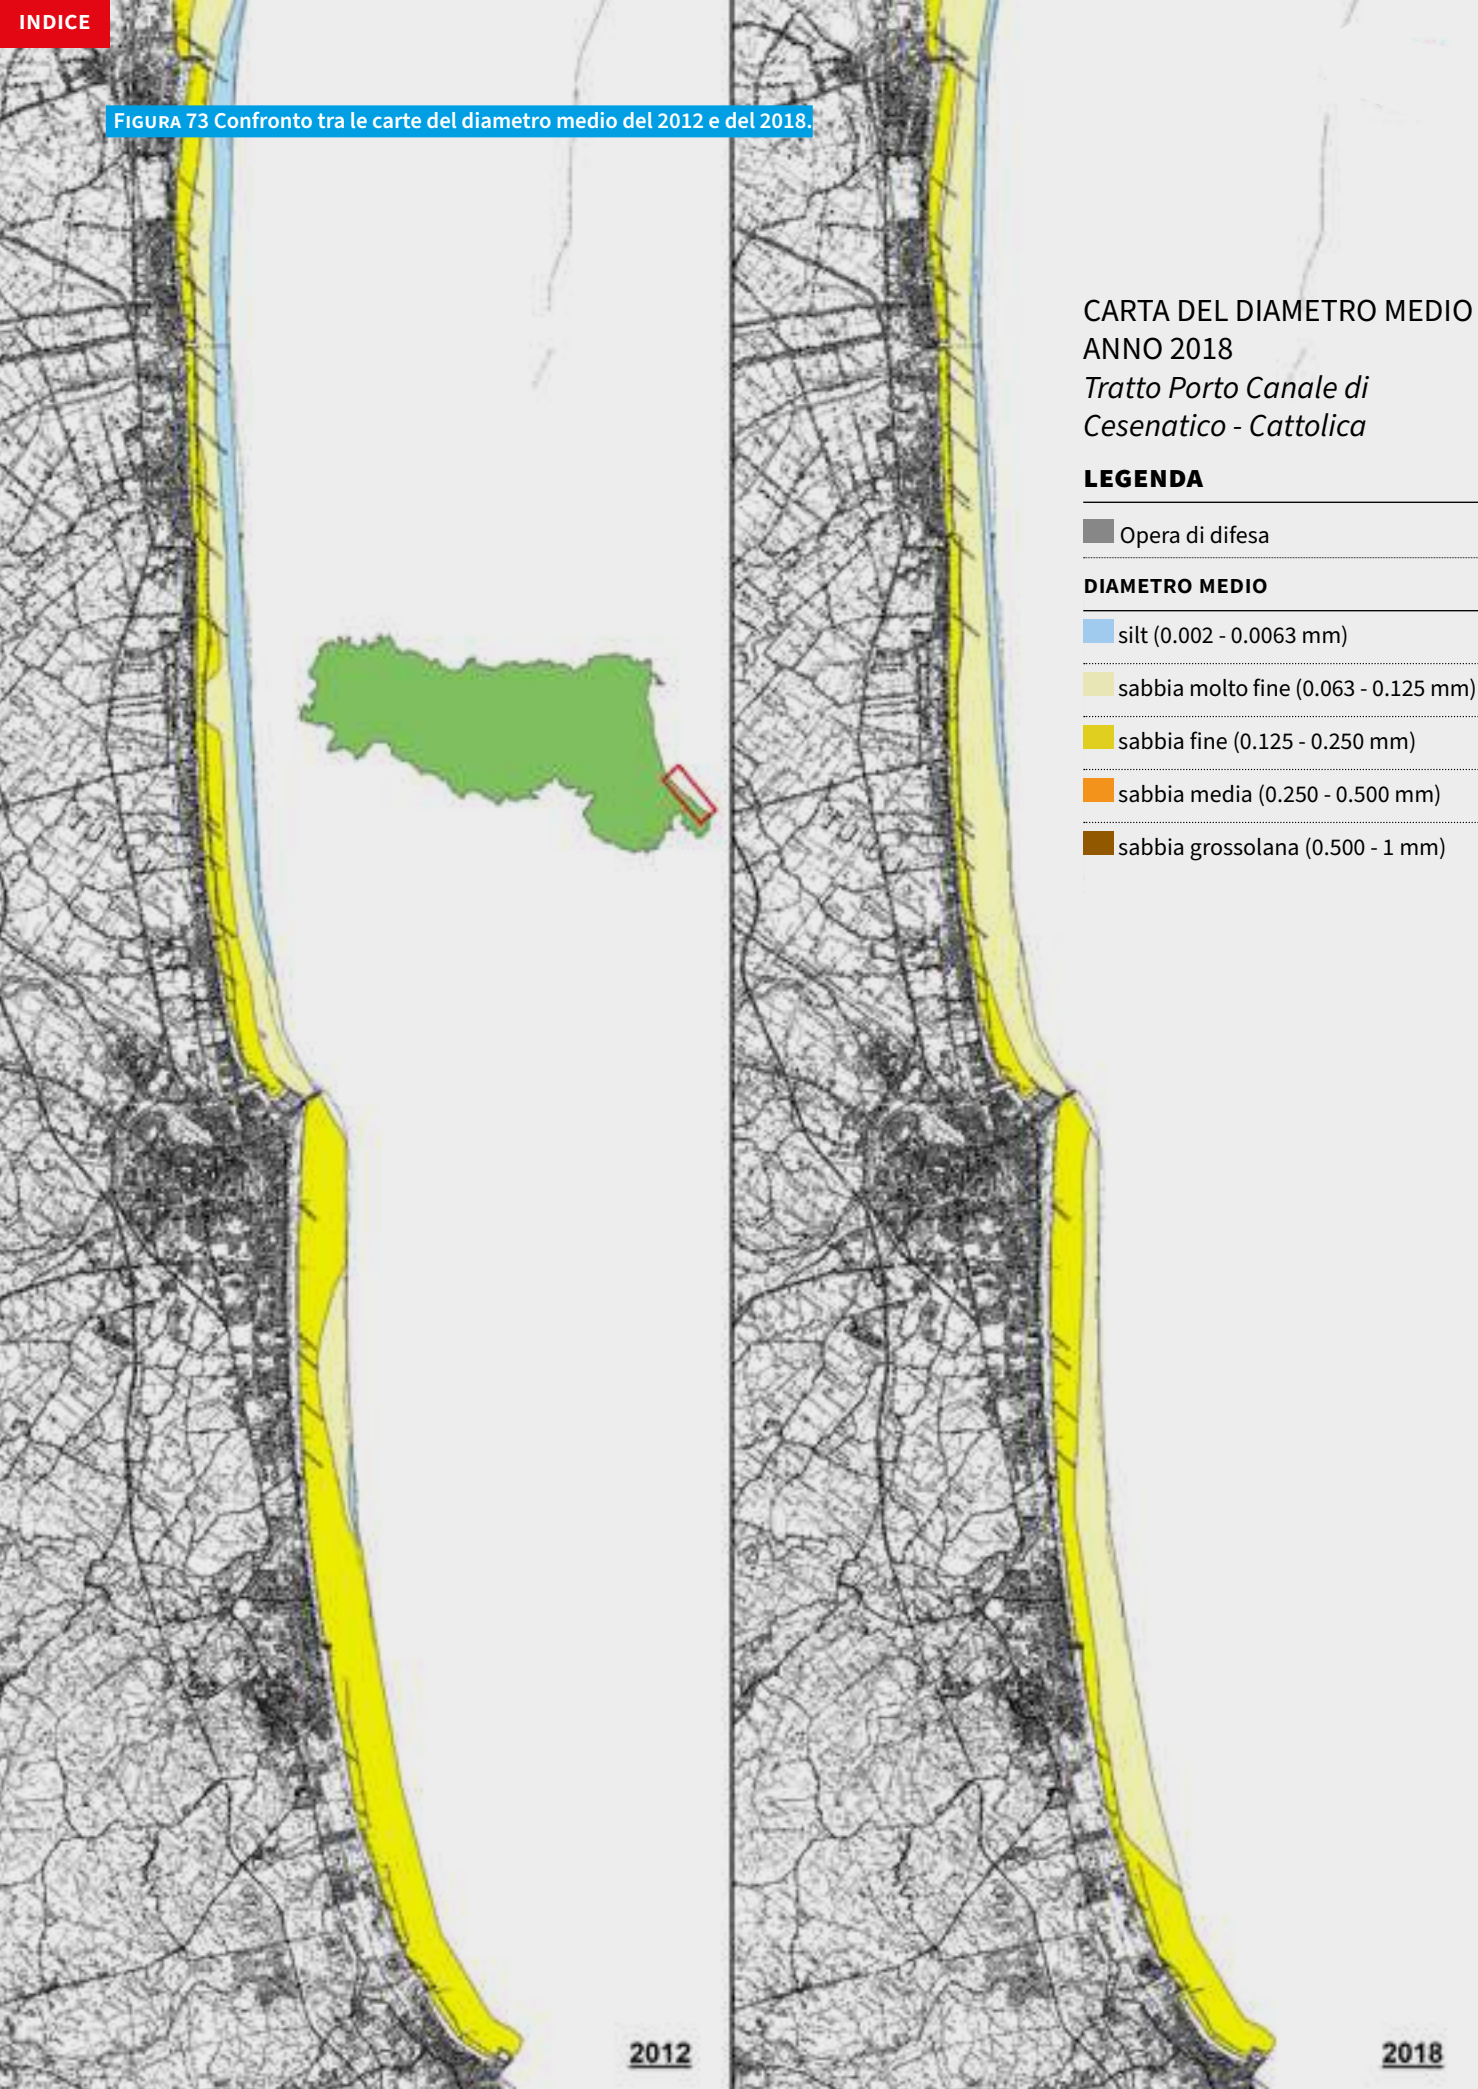 INDICE
FIGURA 73 Confronto tra le carte del diametro medio del 2012 e del 2018.
CARTA DEL DIAMETRO MEDIO
ANNO 2018
Tratto Porto Canale di
Cesenatico - Cattolica
LEGENDA
Opera di difesa
DIAMETRO MEDIO
silt (0.002 - 0.0063 mm)
sabbia molto fine (0.063 - 0.125 mm)
sabbia fine (0.125 - 0.250 mm)
sabbia media (0.250 - 0.500 mm)
sabbia grossolana (0.500 - 1 mm)
2012
2018